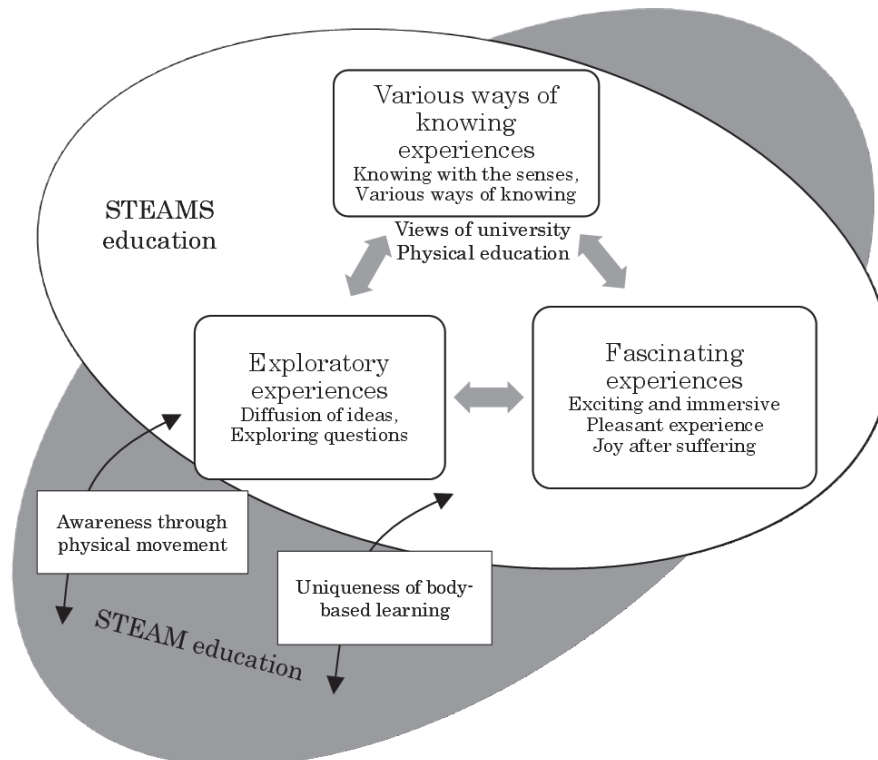 Various ways of
knowing
experiences
Knowing with the senses,
Various ways of knowing
STEAMS
education
Views of university
Physical education
Exploratory
experiences
Diffusion of ideas,
Exploring questions
Fascinating
experiences
Exciting and immersive
Pleasant experience
Joy after suffering
Awareness through
physical movement
Uniqueness of body-
based learning
STEAM education